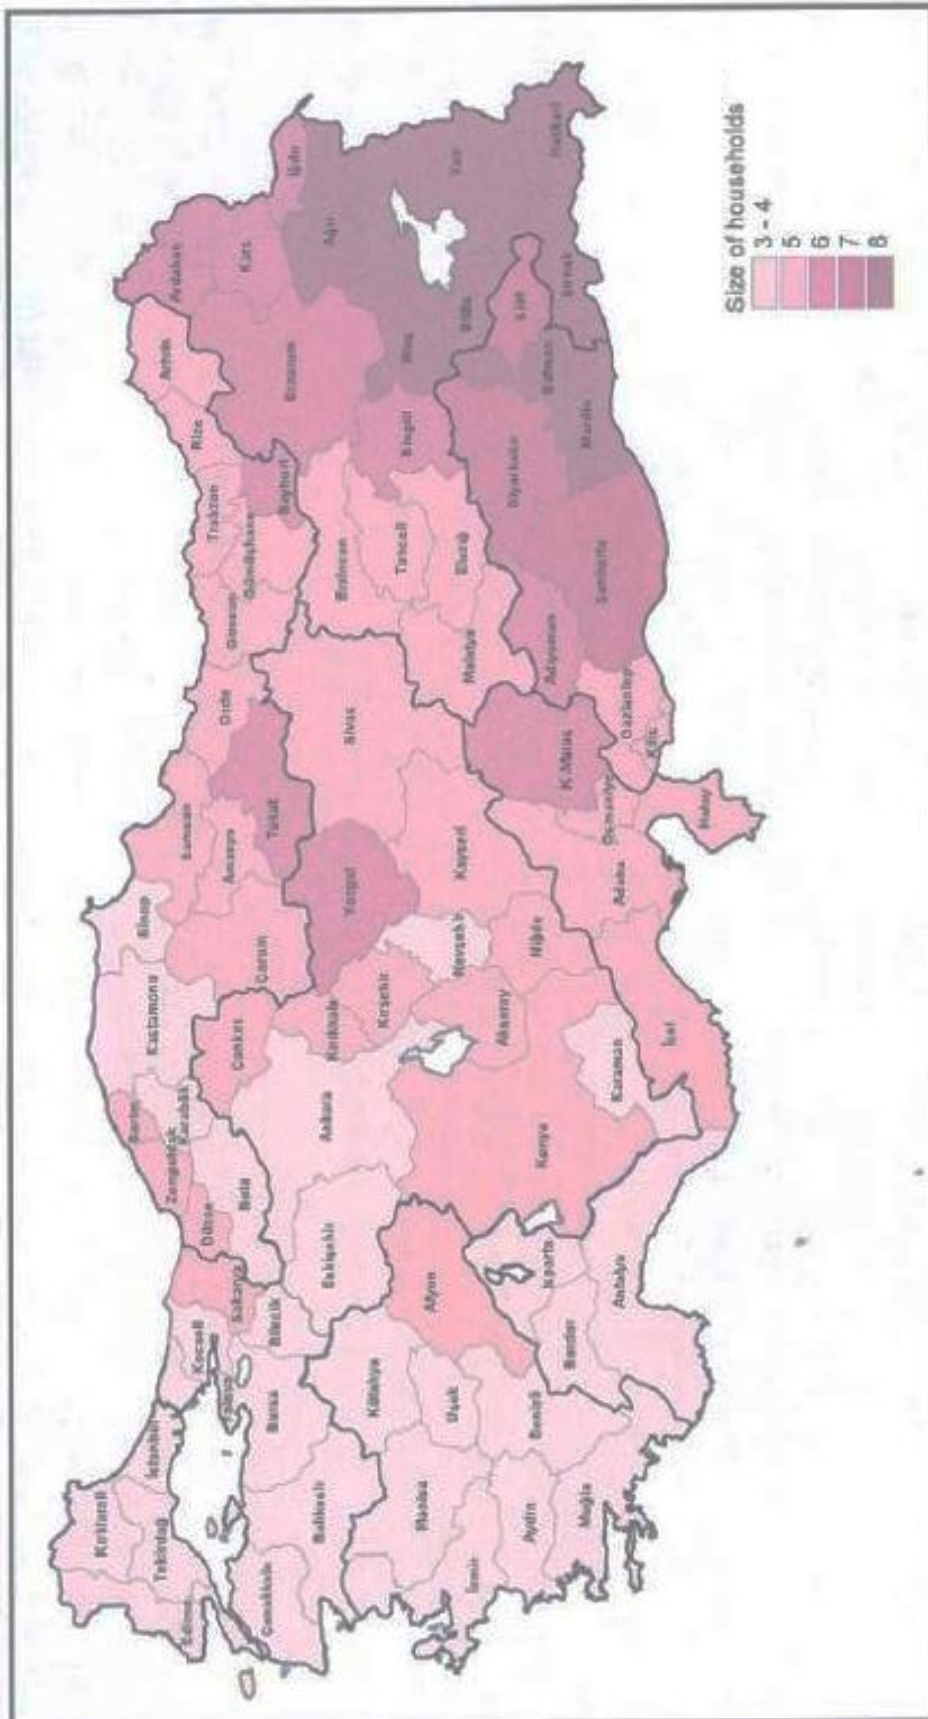 Kırklareli
Edirne
Tekirdağ
İstanbul
Kocaeli
Sakarya
Düzce
Zonguldak
Bartın
Karabük
Kastamonu
Sinop
Samsun
Ordu
Giresun
Trabzon
Rize
Artvin
Ardahan
Kars
Iğdır
Çanakkale
Balıkesir
Bursa
Bilecik
Bolu
Çankırı
Çorum
Amasya
Tokat
Gümüşhane
Bayburt
Erzurum
Ağrı
Kütahya
Eskişehir
Ankara
Kırıkkale
Yozgat
Sivas
Erzincan
Tunceli
Bingöl
Muş
Van
İzmir
Manisa
Uşak
Afyon
Konya
Aksaray
Kırşehir
Nevşehir
Kayseri
Malatya
Elazığ
Diyarbakır
Bitlis
Siirt
Hakkari
Aydın
Denizli
Muğla
Burdur
Isparta
Antalya
Karaman
Niğde
İçel
Adana
Osmaniye
Hatay
K.Maraş
Gaziantep
Kilis
Adıyaman
Şanlıurfa
Mardin
Batman
Şırnak
Size of households
3 - 4
5
6
7
8